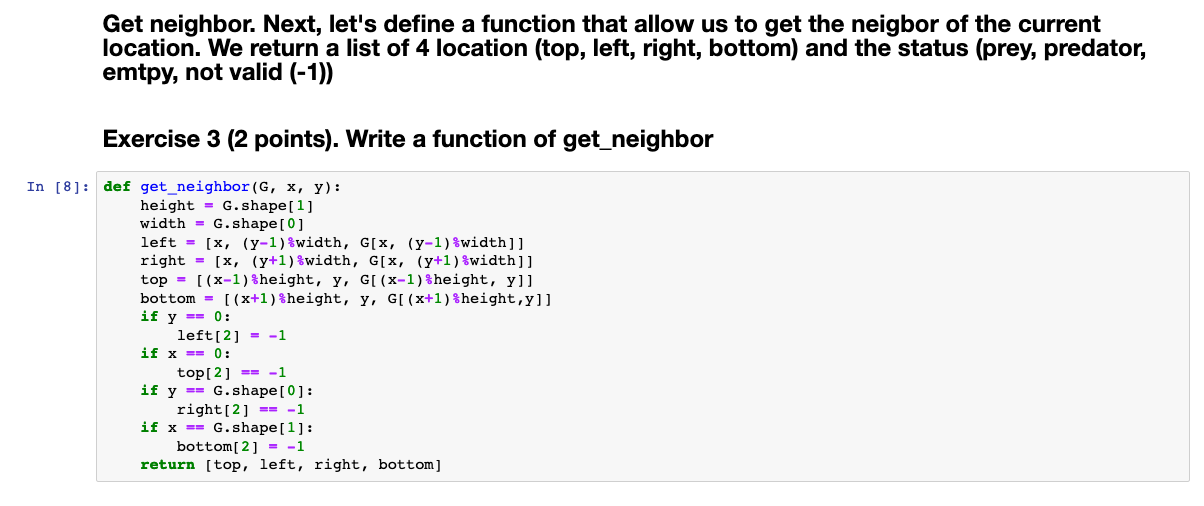 Get neighbor. Next, let's define a function that allow us to get the neigbor of the current
location. We return a list of 4 location (top, left, right, bottom) and the status (prey, predator,
emtpy, not valid (-1))
Exercise 3 (2 points). Write a function of get_neighbor
In [8]: def get_neighbor(G, x, y):
    height = G.shape[1]
    width = G.shape[0]
    left = [x, (y-1)%width, G[x, (y-1)%width]]
    right = [x, (y+1)%width, G[x, (y+1)%width]]
    top = [(x-1)%height, y, G[(x-1)%height, y]]
    bottom = [(x+1)%height, y, G[(x+1)%height,y]]
    if y == 0:
        left[2] = -1
    if x == 0:
        top[2] == -1
    if y == G.shape[0]:
        right[2] == -1
    if x == G.shape[1]:
        bottom[2] = -1
    return [top, left, right, bottom]